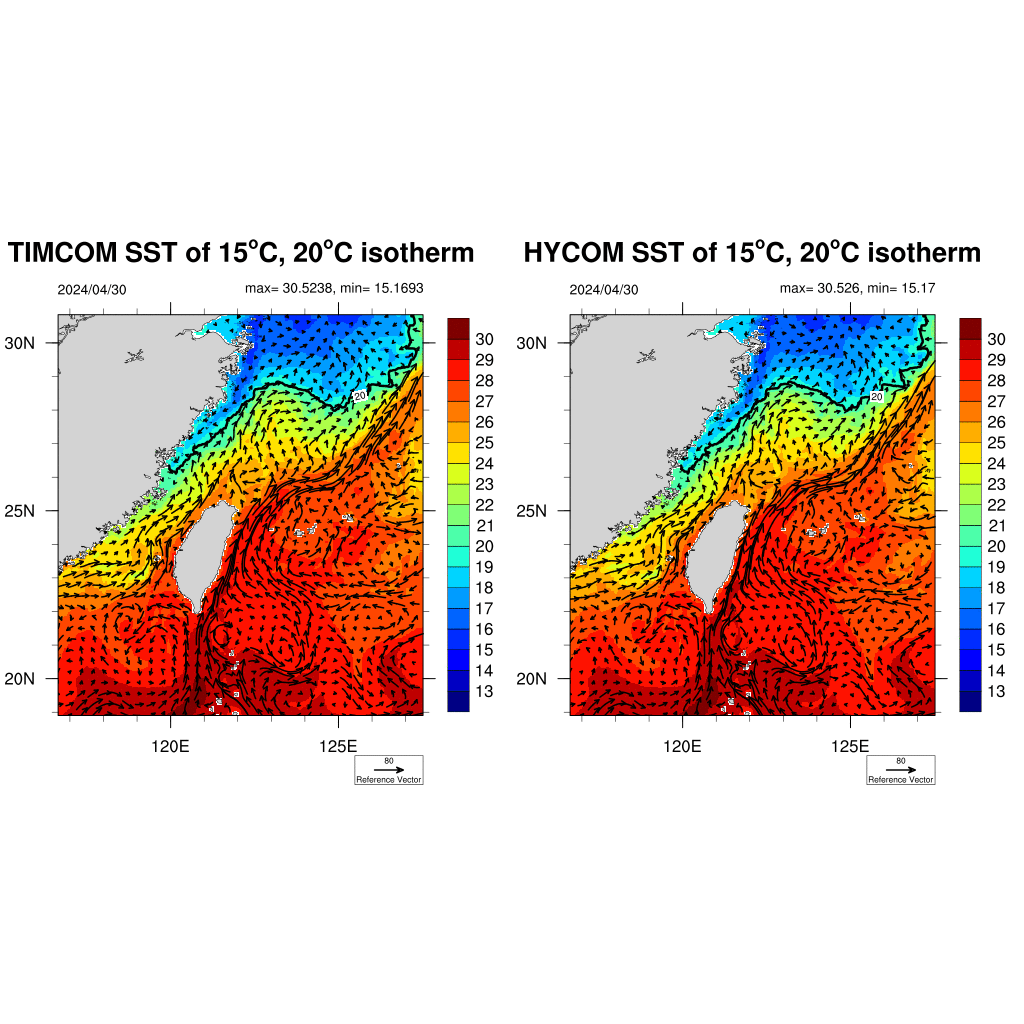 TIMCOM SST of 15°C, 20°C isotherm
2024/04/30
max= 30.5238, min= 15.1693
30N
25N
20N
120E
125E
20
30
29
28
27
26
25
24
23
22
21
20
19
18
17
16
15
14
13
80
Reference Vector
HYCOM SST of 15°C, 20°C isotherm
2024/04/30
max= 30.526, min= 15.17
30N
25N
20N
120E
125E
20
30
29
28
27
26
25
24
23
22
21
20
19
18
17
16
15
14
13
80
Reference Vector